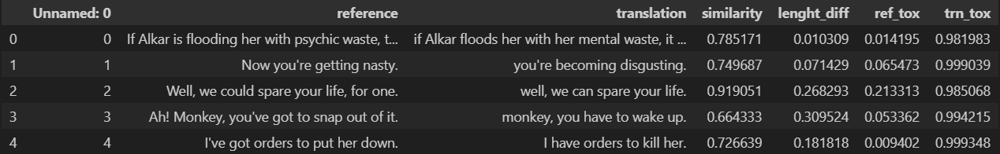 Unnamed: 0 reference translation similarity lenght_diff ref_tox trn_tox
0 0 If Alkar is flooding her with psychic waste, t... if Alkar floods her with her mental waste, it ... 0.785171 0.010309 0.014195 0.981983
1 1 Now you're getting nasty. you're becoming disgusting. 0.749687 0.071429 0.065473 0.999039
2 2 Well, we could spare your life, for one. well, we can spare your life. 0.919051 0.268293 0.213313 0.985068
3 3 Ah! Monkey, you've got to snap out of it. monkey, you have to wake up. 0.664333 0.309524 0.053362 0.994215
4 4 I've got orders to put her down. I have orders to kill her. 0.726639 0.181818 0.009402 0.999348